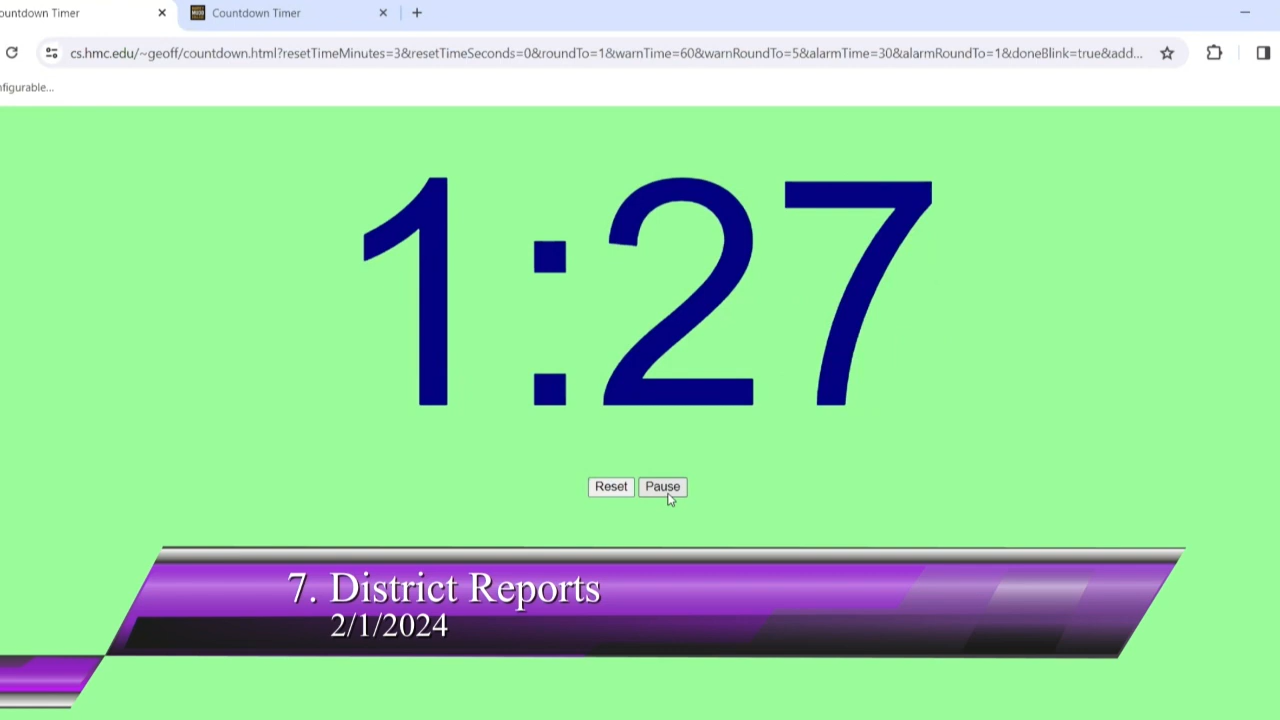 ountdown Timer
Countdown Timer
cs.hmc.edu/~geoff/countdown.html?resetTimeMinutes=3&resetTimeSeconds=0&roundTo=1&warnTime=60&warnRoundTo=5&alarmTime=30&alarmRoundTo=1&doneBlink=true&add...
nfigurable...
1:27
Reset Pause
7. District Reports
2/1/2024